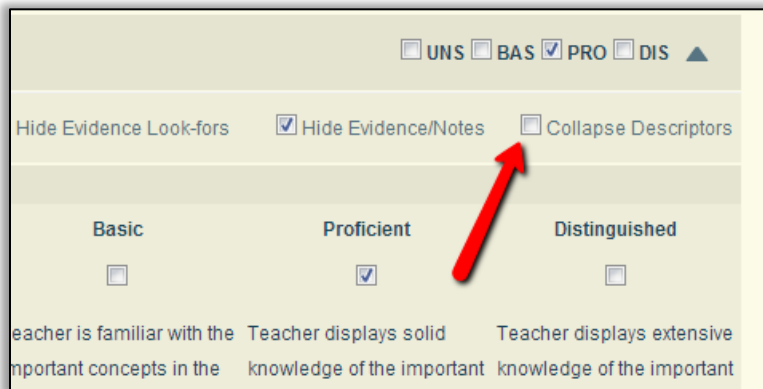 UNS BAS PRO DIS
Hide Evidence Look-fors Hide Evidence/Notes Collapse Descriptors
Basic Proficient Distinguished
eacher is familiar with the Teacher displays solid Teacher displays extensive
mportant concepts in the knowledge of the important knowledge of the important